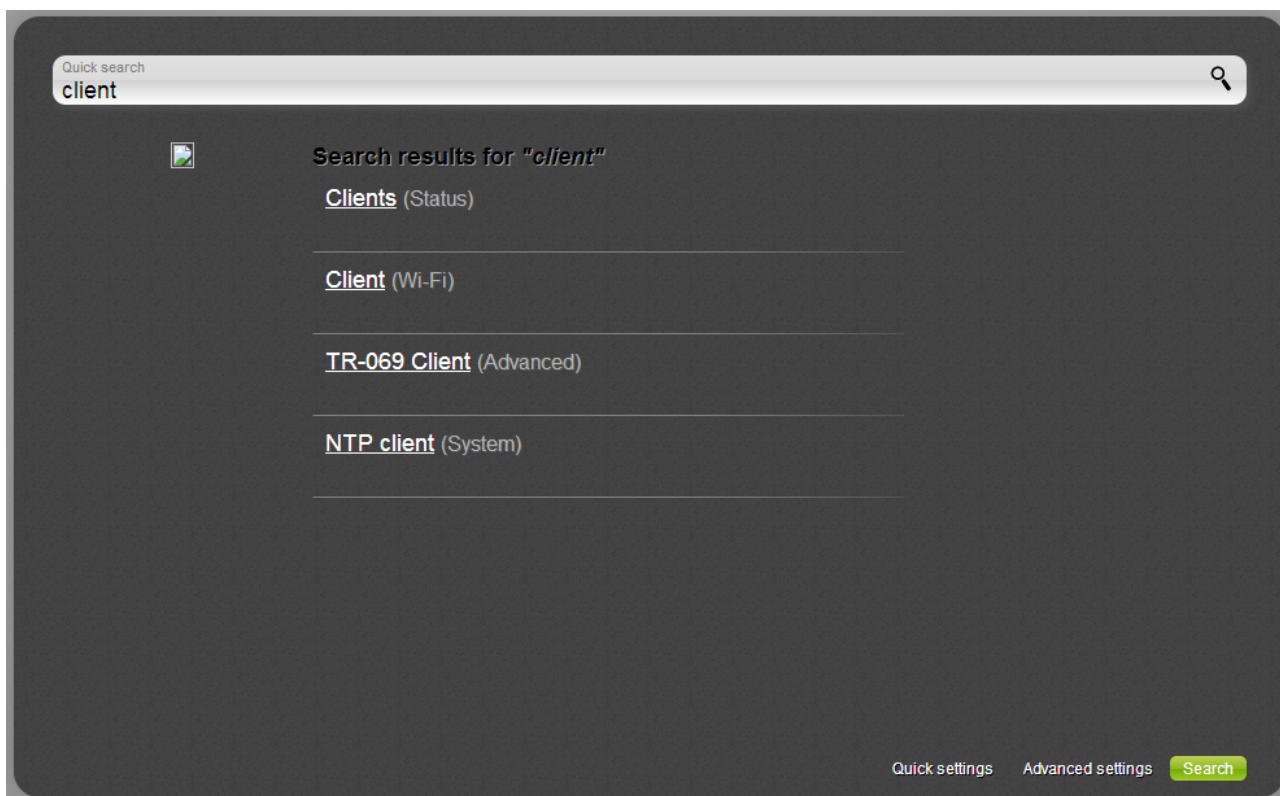 Quick search
client
Search results for "client"
Clients (Status)
Client (Wi-Fi)
TR-069 Client (Advanced)
NTP client (System)
Quick settings Advanced settings Search